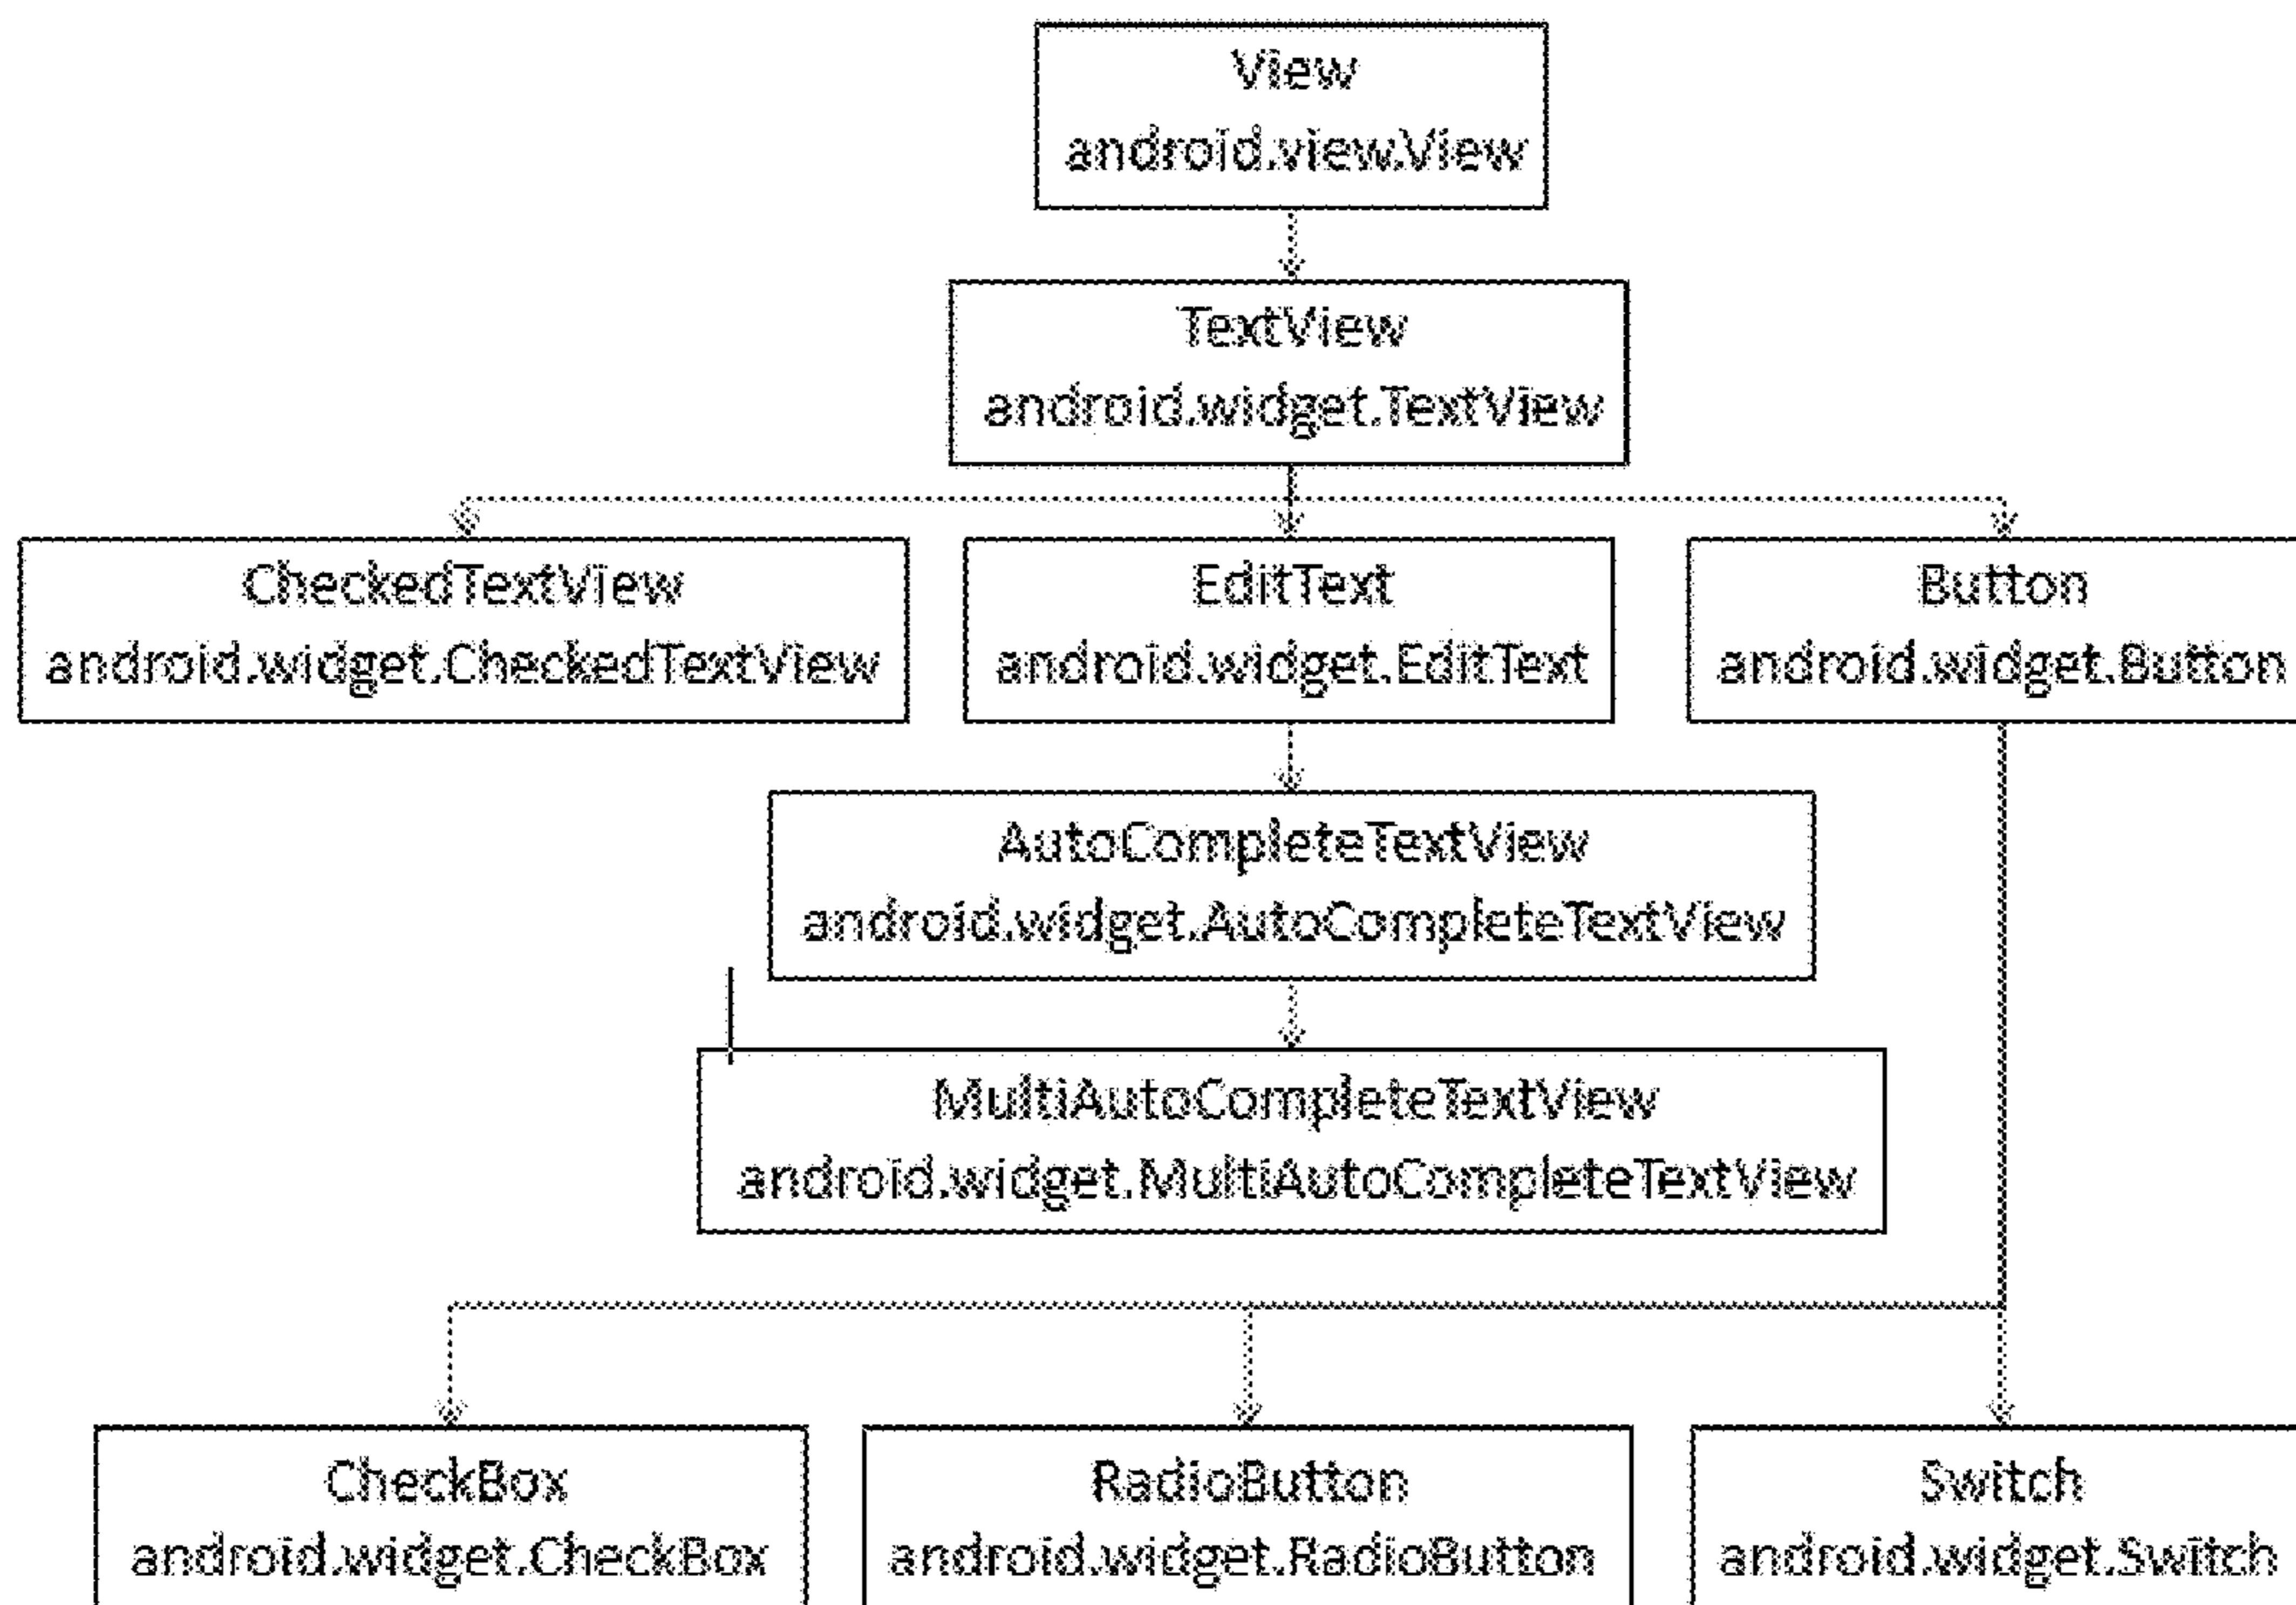 View
android.view.View
TextView
android.widget.TextView
CheckedTextView
android.widget.CheckedTextView
EditText
android.widget.EditText
Button
android.widget.Button
AutoCompleteTextView
android.widget.AutoCompleteTextView
MultiAutoCompleteTextView
android.widget.MultiAutoCompleteTextView
CheckBox
android.widget.CheckBox
RadioButton
android.widget.RadioButton
Switch
android.widget.Switch